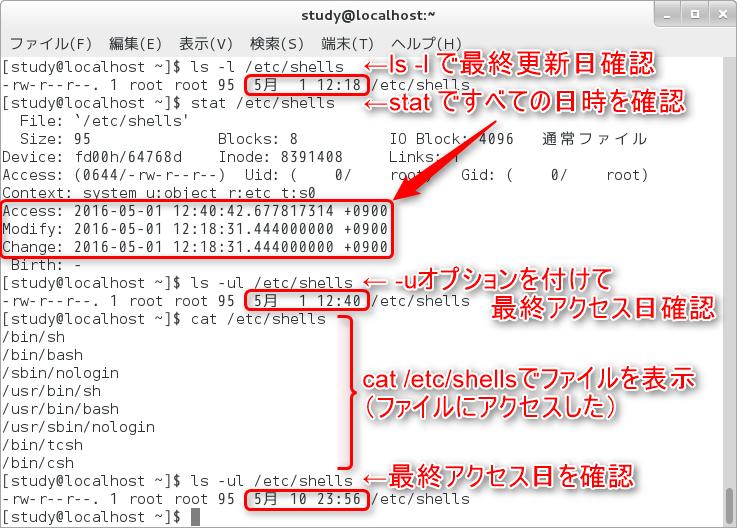 study@localhost:~
ファイル(F) 編集(E) 表示(V) 検索(S) 端末(T) ヘルプ(H)
[study@localhost ~]$ ls -l /etc/shells ←ls -l で最終更新日確認
-rw-r--r--. 1 root root 95 5月 1 12:18 /etc/shells
[study@localhost ~]$ stat /etc/shells ←stat ですべての日時を確認
File: `/etc/shells'
Size: 95 Blocks: 8 IO Block: 4096 通常ファイル
Device: fd00h/64768d Inode: 8391408 Links: 1
Access: (0644/-rw-r--r--) Uid: ( 0/ root) Gid: ( 0/ root)
Context: system_u:object_r:etc_t:s0
Access: 2016-05-01 12:40:42.677817314 +0900
Modify: 2016-05-01 12:18:31.444000000 +0900
Change: 2016-05-01 12:18:31.444000000 +0900
Birth: -
[study@localhost ~]$ ls -ul /etc/shells ← -uオプションを付けて
-rw-r--r--. 1 root root 95 5月 1 12:40 /etc/shells 最終アクセス日確認
[study@localhost ~]$ cat /etc/shells
/bin/sh
/bin/bash
/sbin/nologin
/usr/bin/sh
/usr/bin/bash
/usr/sbin/nologin
/bin/tcsh
/bin/csh
cat /etc/shellsでファイルを表示
（ファイルにアクセスした）
[study@localhost ~]$ ls -ul /etc/shells ←最終アクセス日を確認
-rw-r--r--. 1 root root 95 5月 10 23:56 /etc/shells
[study@localhost ~]$